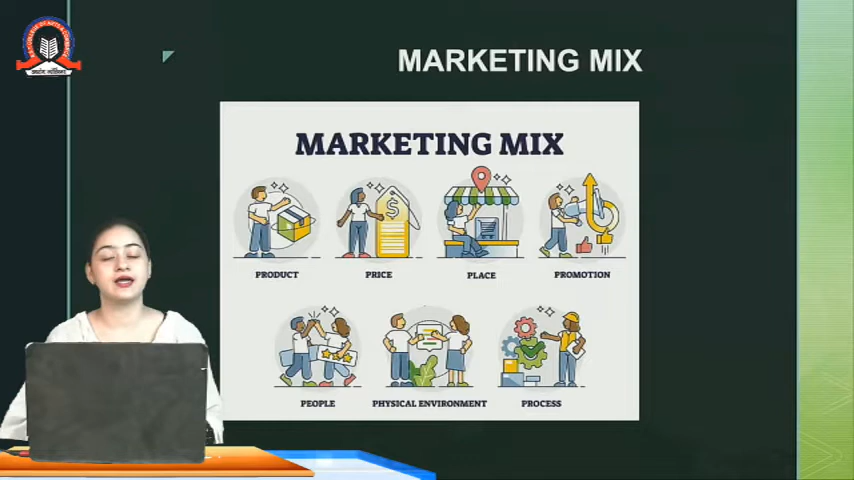 MARKETING MIX
MARKETING MIX
PRODUCT
PRICE
PLACE
PROMOTION
PEOPLE
PHYSICAL ENVIRONMENT
PROCESS